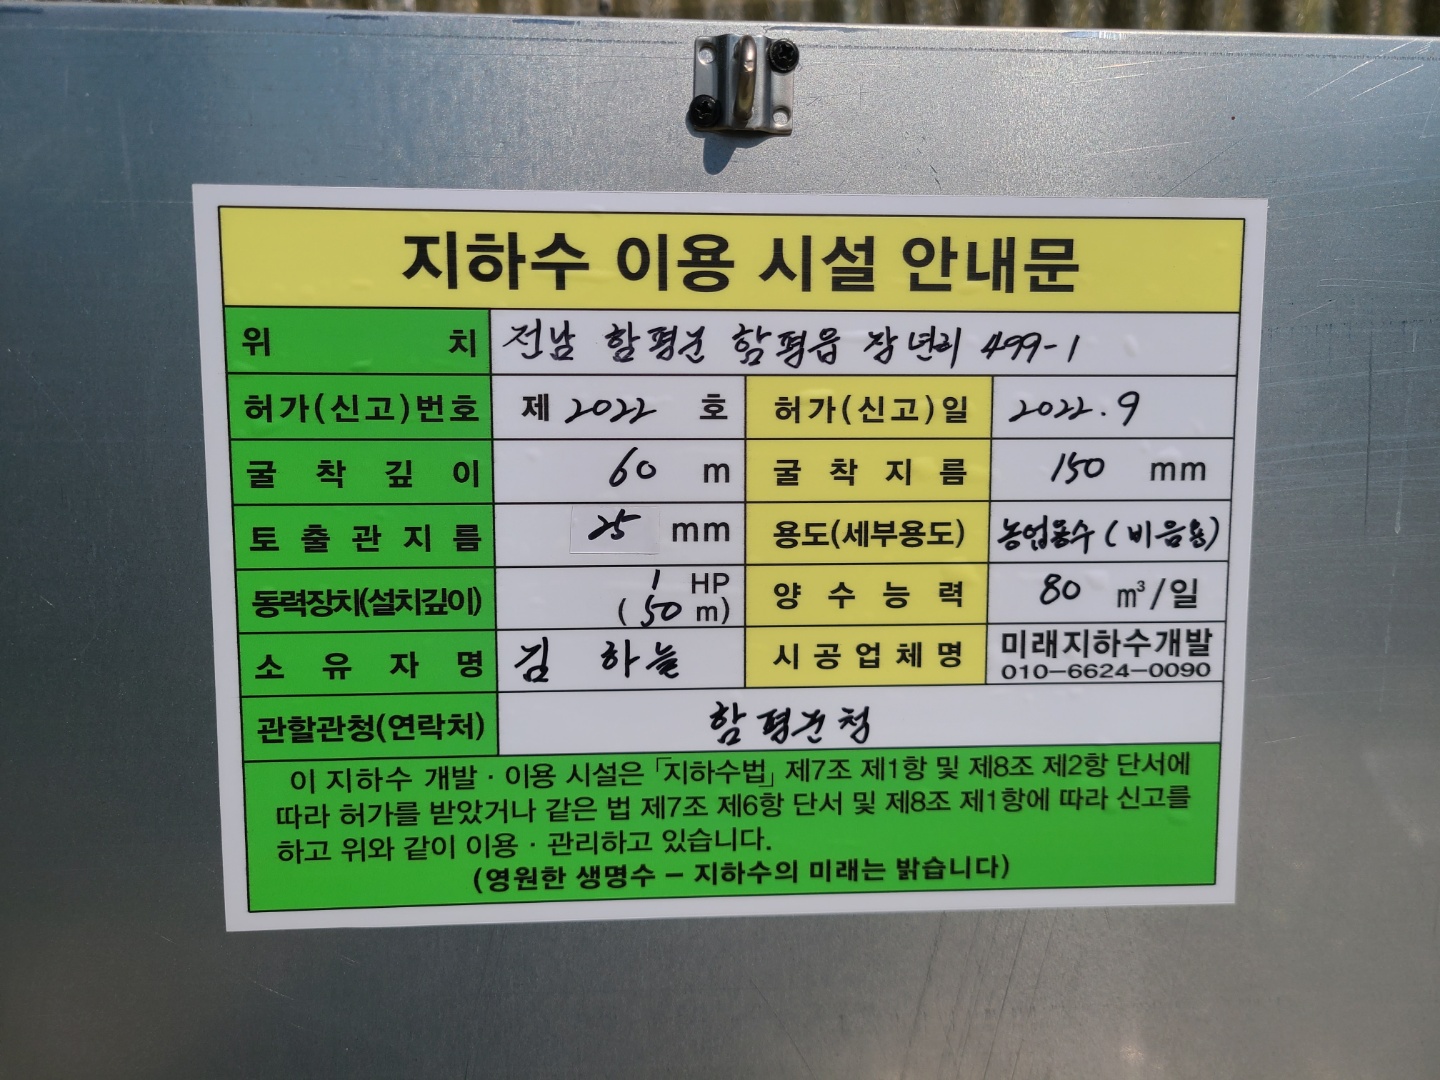 지하수 이용 시설 안내문
위 치 전남 함평군 함평읍 장년리 499-1
허가(신고)번호 제 2022 호 허가(신고)일 2022.9
굴착깊이 60 m 굴착지름 150 mm
토출관지름 25 mm 용도(세부용도) 농업용수(비음용)
동력장치(설치깊이) 1 HP (50 m) 양수능력 80 m³/일
소유자명 김하늘 시공업체명 미래지하수개발
010-6624-0090
관할관청(연락처) 함평군청
이 지하수 개발·이용 시설은 「지하수법」 제7조 제1항 및 제8조 제2항 단서에
따라 허가를 받았거나 같은 법 제7조 제6항 단서 및 제8조 제1항에 따라 신고를
하고 위와 같이 이용·관리하고 있습니다.
(영원한 생명수 – 지하수의 미래는 밝습니다)